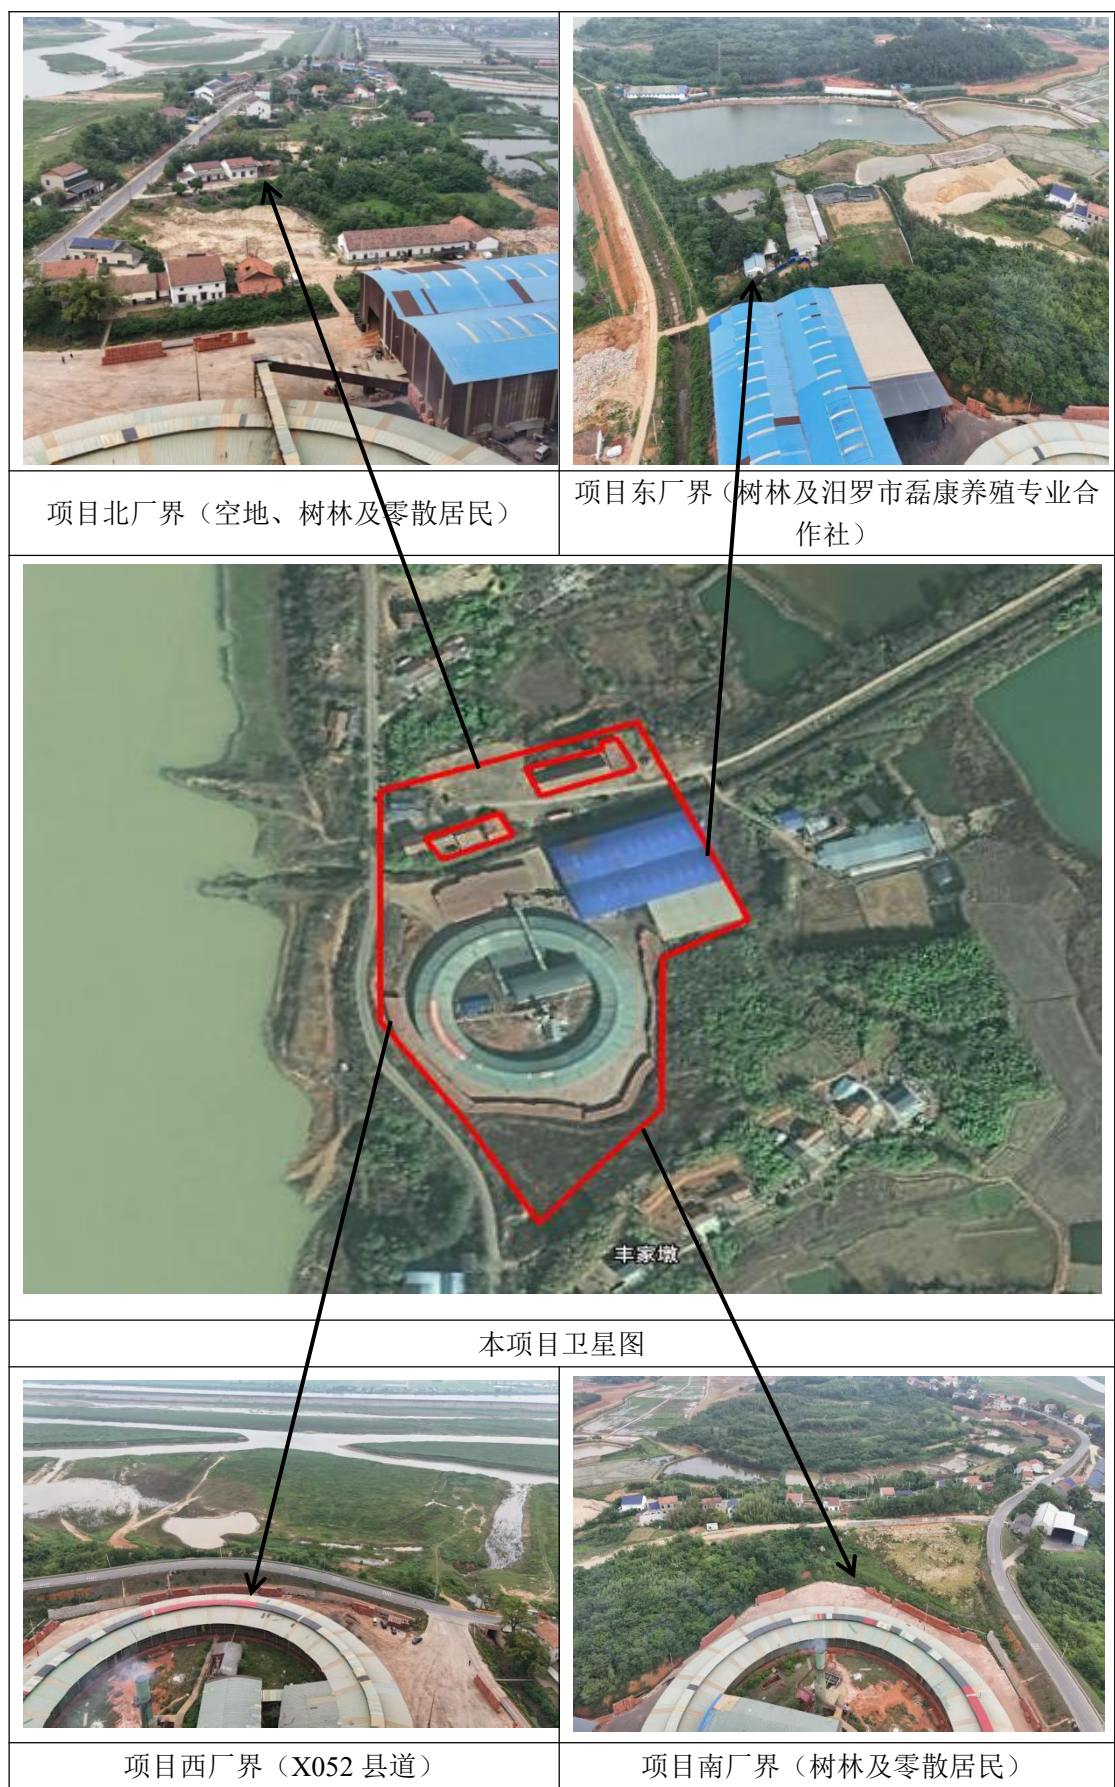 项目北厂界（空地、树林及零散居民）
项目东厂界（树林及汨罗市磊康养殖专业合
作社）
丰家墩
本项目卫星图
项目西厂界（X052 县道）
项目南厂界（树林及零散居民）